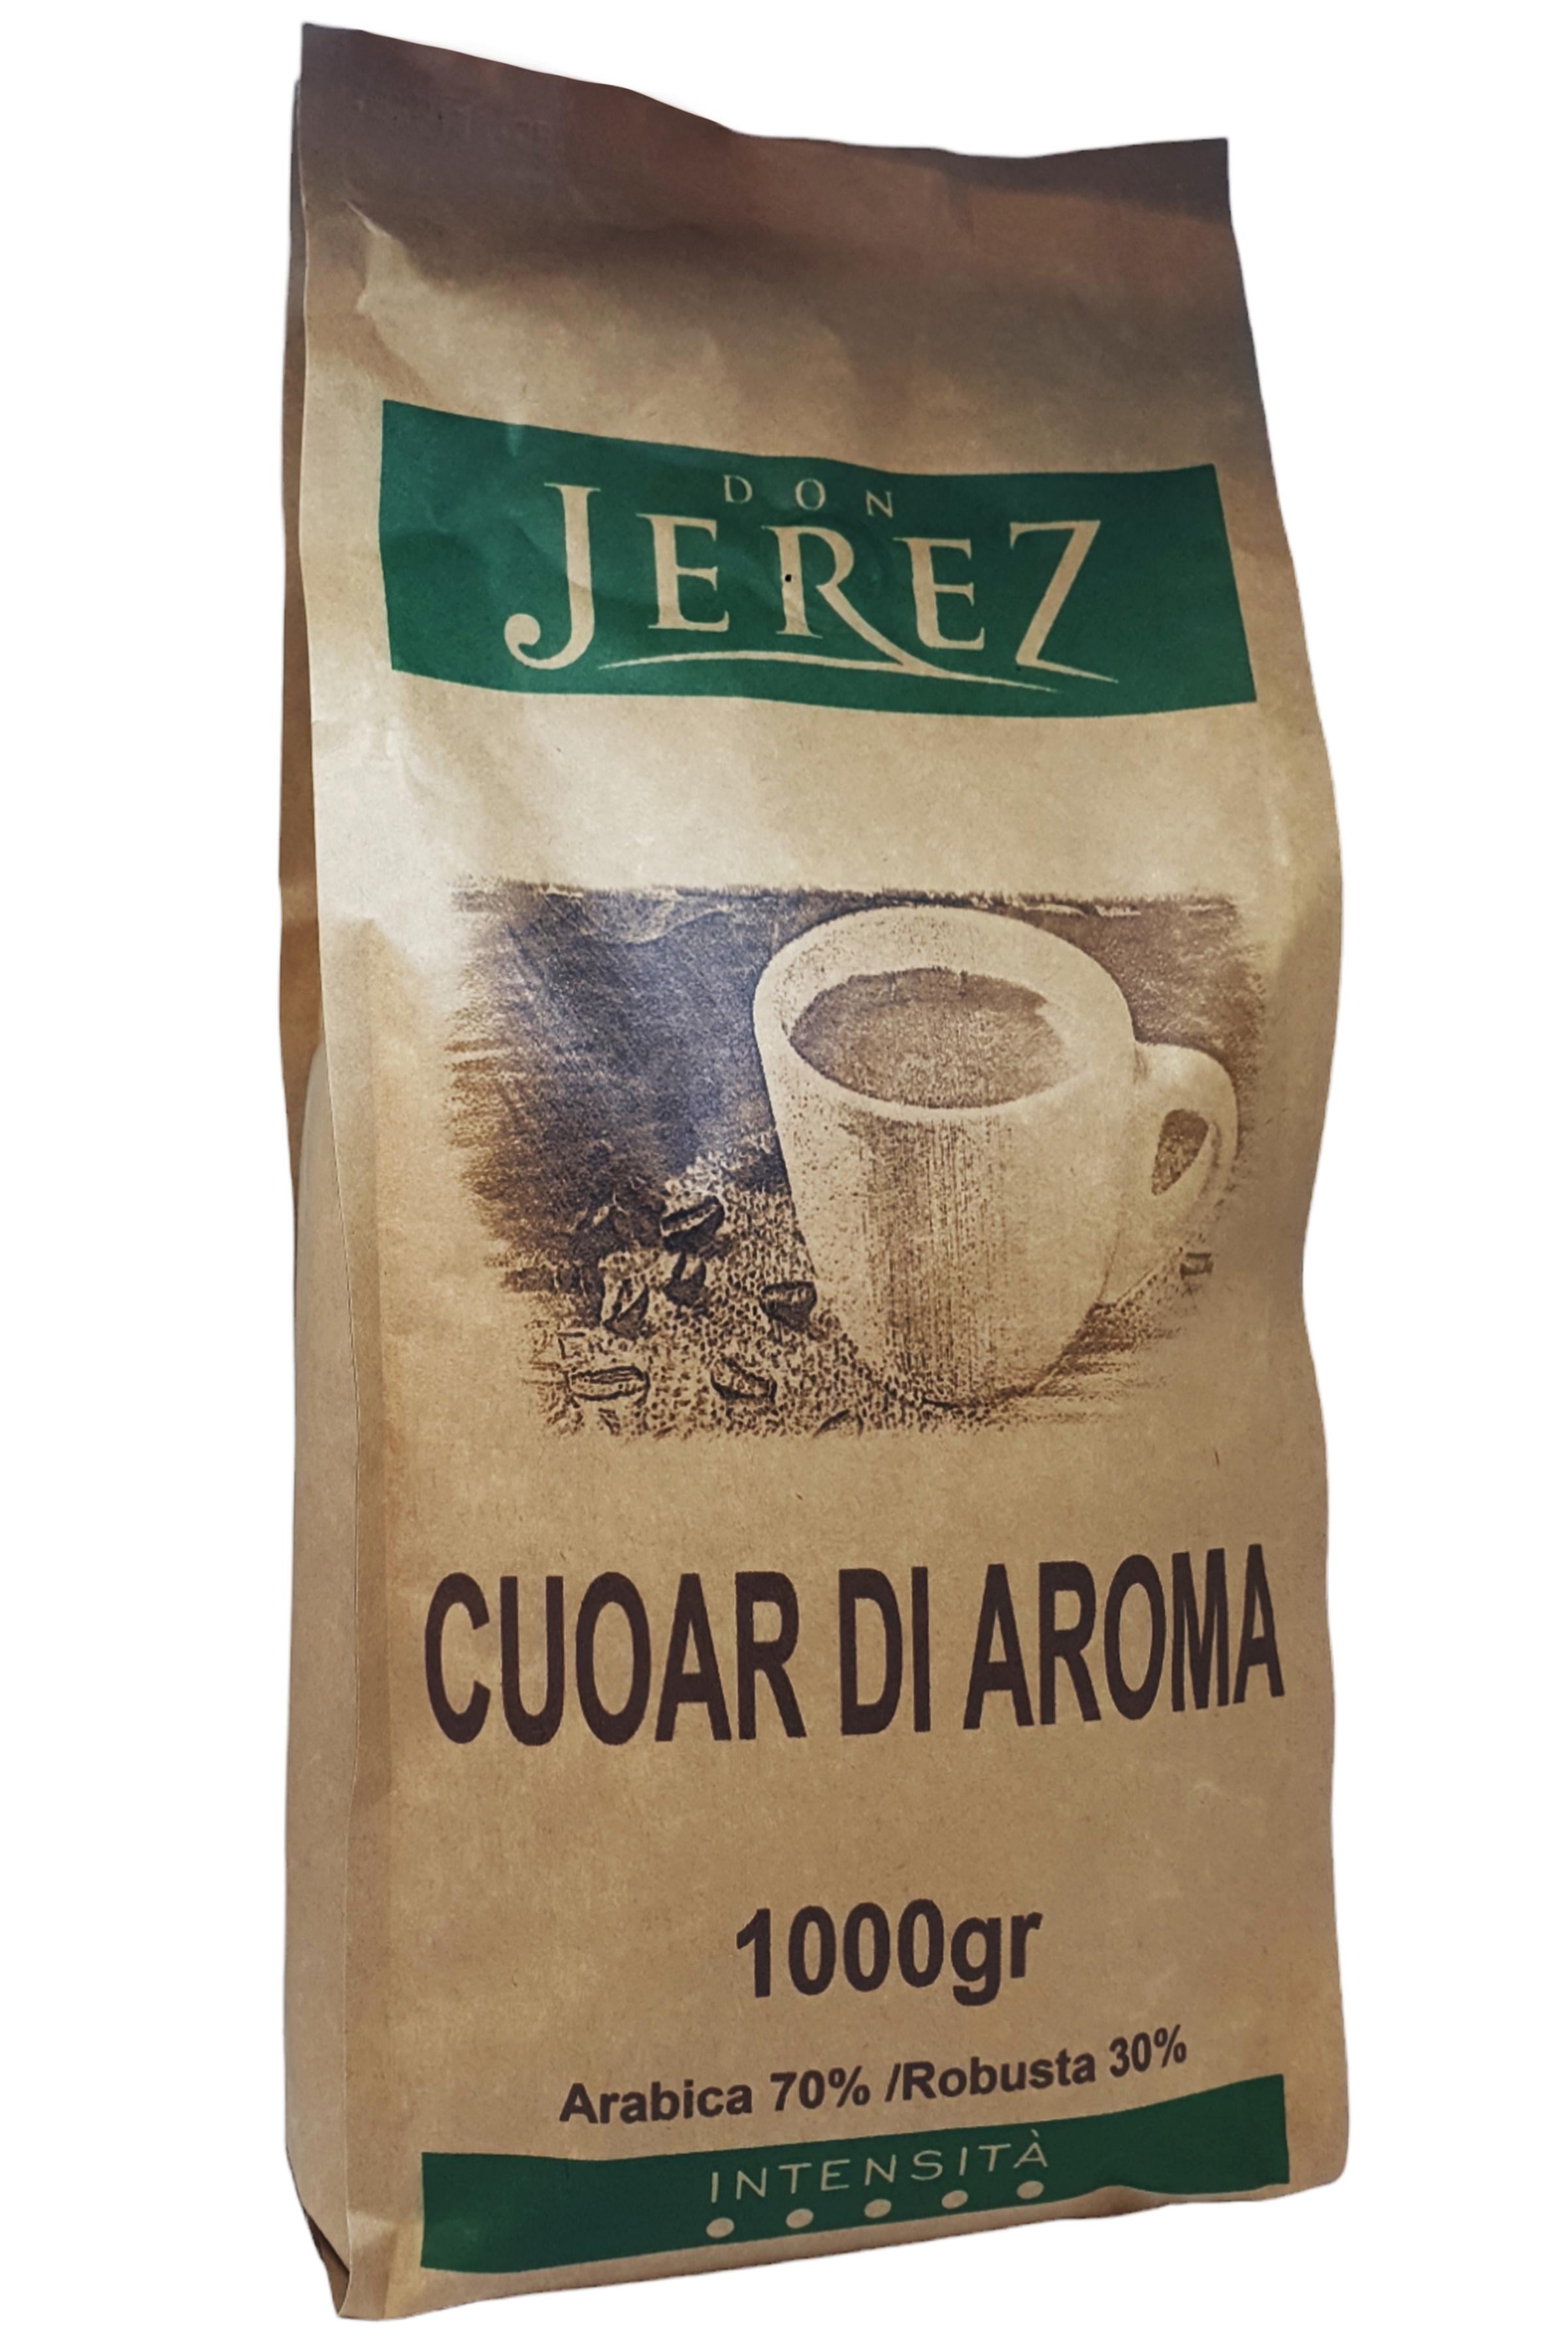 DON
JEREZ
CUOAR DI AROMA
1000gr
Arabica 70% /Robusta 30%
INTENSITÀ